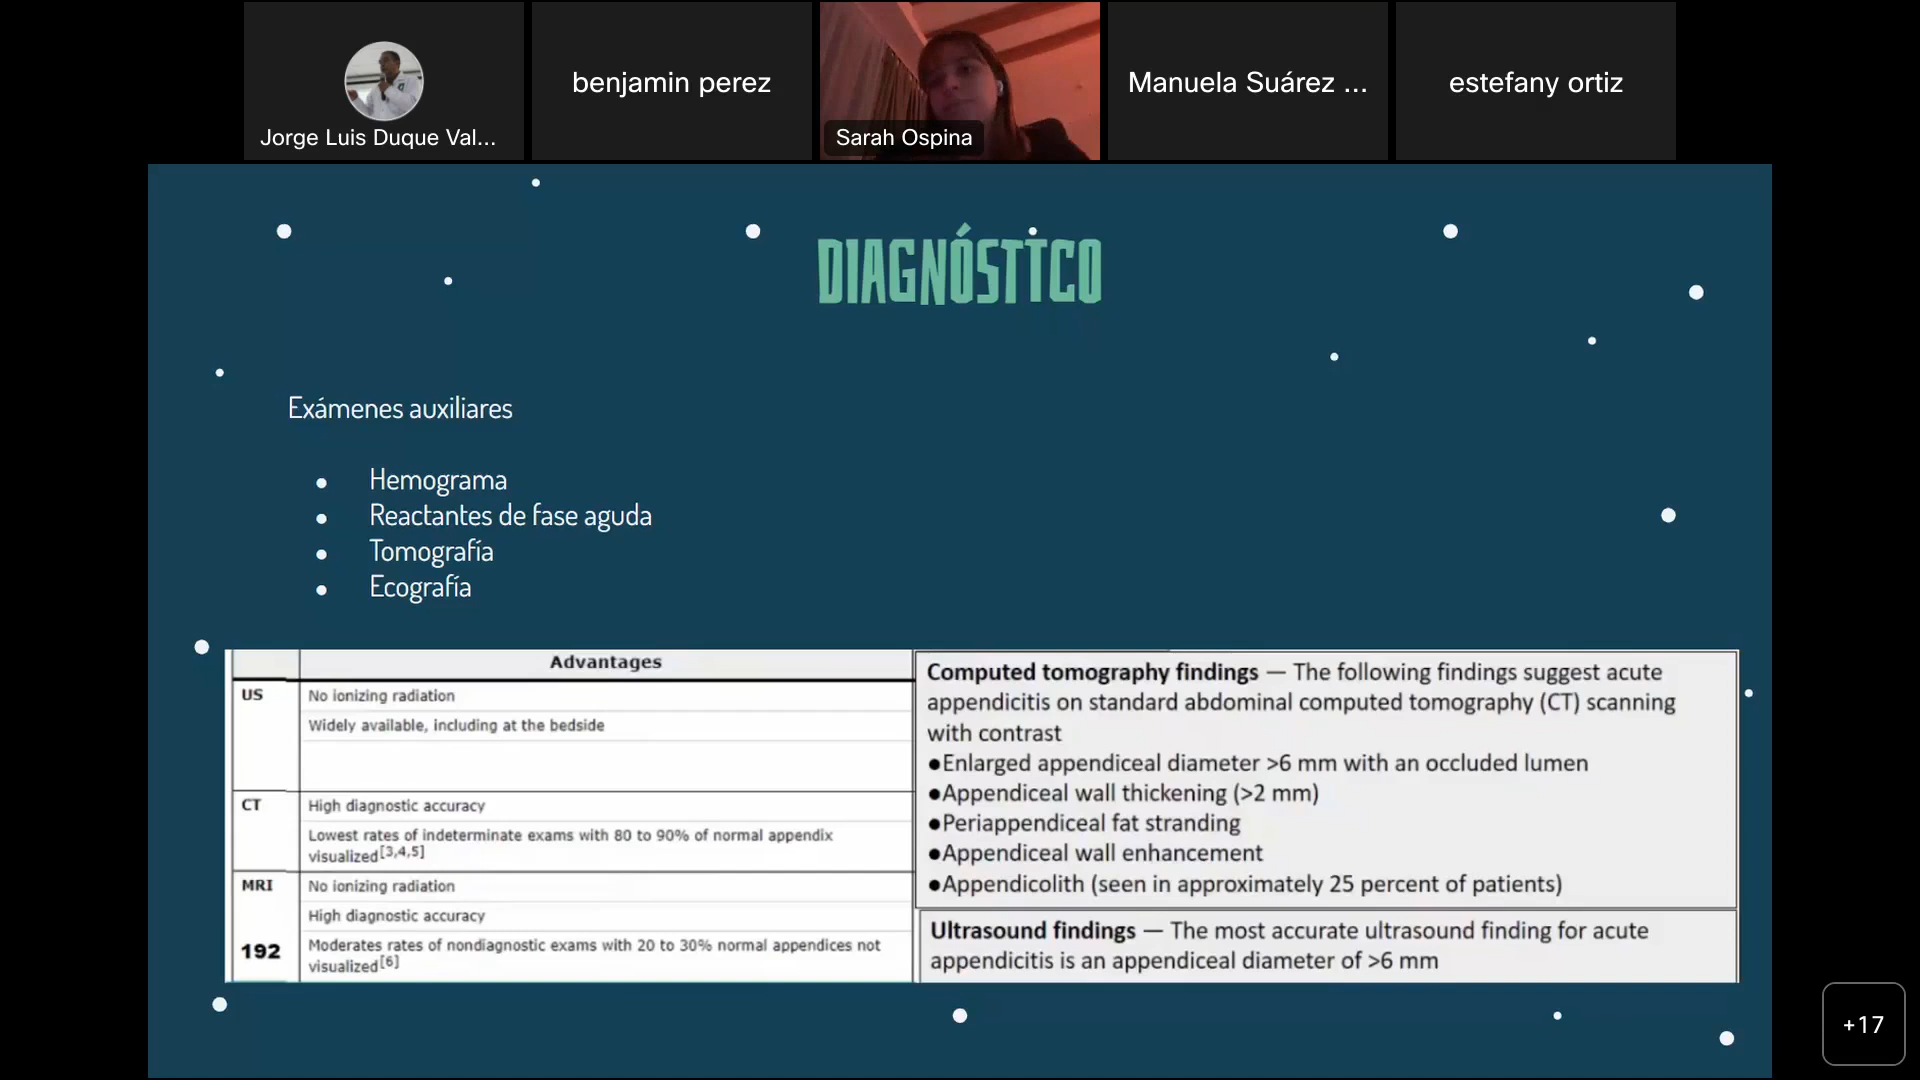 Jorge Luis Duque Val...
benjamin perez
Sarah Ospina
Manuela Suárez ...
estefany ortiz
DIAGNÓSTICO
Exámenes auxiliares
● Hemograma
● Reactantes de fase aguda
● Tomografía
● Ecografía
Advantages
US
No ionizing radiation
Widely available, including at the bedside
CT
High diagnostic accuracy
Lowest rates of indeterminate exams with 80 to 90% of normal appendix
visualized[3,4,5]
MRI
No ionizing radiation
High diagnostic accuracy
192
Moderates rates of nondiagnostic exams with 20 to 30% normal appendices not
visualized[6]
Computed tomography findings — The following findings suggest acute
appendicitis on standard abdominal computed tomography (CT) scanning
with contrast
●Enlarged appendiceal diameter >6 mm with an occluded lumen
●Appendiceal wall thickening (>2 mm)
●Periappendiceal fat stranding
●Appendiceal wall enhancement
●Appendicolith (seen in approximately 25 percent of patients)
Ultrasound findings — The most accurate ultrasound finding for acute
appendicitis is an appendiceal diameter of >6 mm
+17